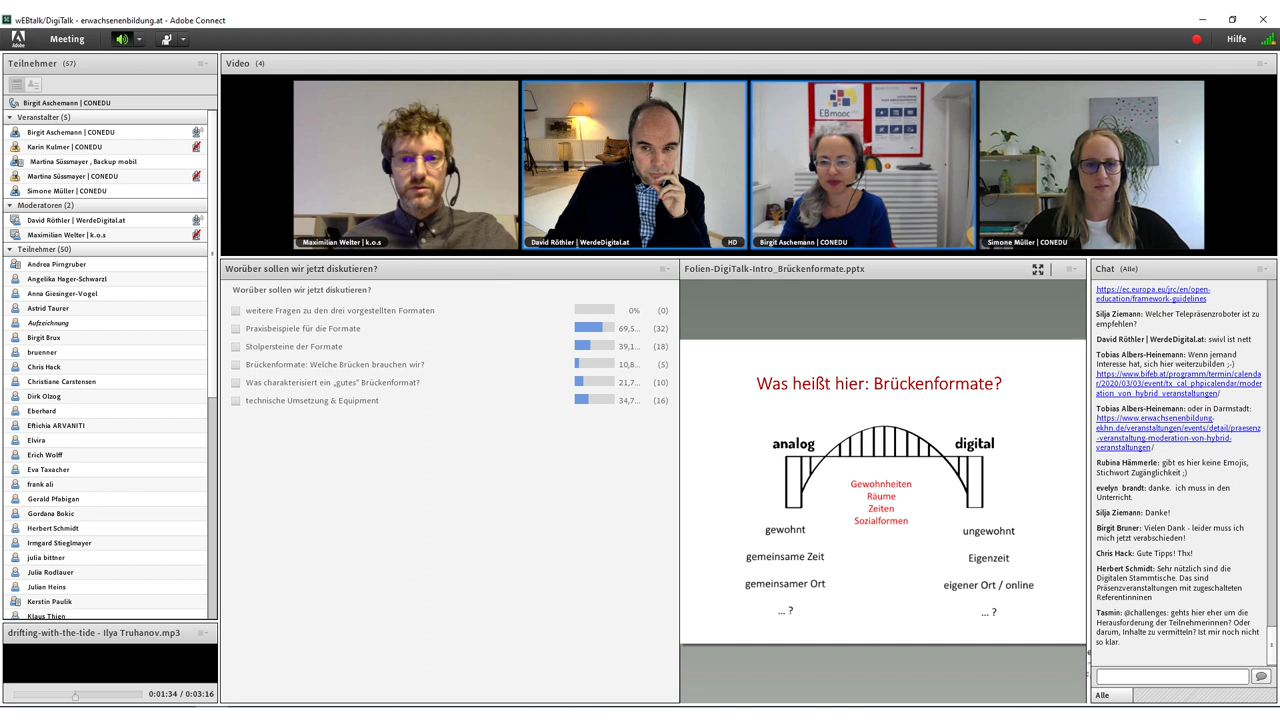 wEBtalk/DigiTalk - erwachsenenbildung.at - Adobe Connect
Adobe
Meeting
Hilfe
Teilnehmer (57)
Birgit Aschemann | CONEDU
Veranstalter (5)
Birgit Aschemann | CONEDU
Karin Kulmer | CONEDU
Martina Süssmayer , Backup mobil
Martina Süssmayer | CONEDU
Simone Müller | CONEDU
Moderatoren (2)
David Röthler | WerdeDigital.at
Maximilian Welter | k.o.s
Teilnehmer (50)
Andrea Pirngruber
Angelika Hager-Schwarzl
Anna Giesinger-Vogel
Astrid Taurer
Aufzeichnung
Birgit Brux
bruenner
Chris Hack
Christiane Carstensen
Dirk Olzog
Eberhard
Eftichia ARVANITI
Elvira
Erich Wolff
Eva Taxacher
frank ali
Gerald Pfabigan
Gordana Bokic
Herbert Schmidt
Irmgard Stieglmayer
julia bittner
Julia Rodlauer
Julian Heins
Kerstin Paulik
Klaus Thien
drifting-with-the-tide - Ilya Truhanov.mp3
0:01:34 / 0:03:16
Video (4)
EBmooc
Maximilian Welter | k.o.s
David Röthler | WerdeDigital.at
HD
Birgit Aschemann | CONEDU
Simone Müller | CONEDU
Worüber sollen wir jetzt diskutieren?
Worüber sollen wir jetzt diskutieren?
weitere Fragen zu den drei vorgestellten Formaten 0% (0)
Praxisbeispiele für die Formate 69,5... (32)
Stolpersteine der Formate 39,1... (18)
Brückenformate: Welche Brücken brauchen wir? 10,8... (5)
Was charakterisiert ein „gutes" Brückenformat? 21,7... (10)
technische Umsetzung & Equipment 34,7... (16)
Folien-DigiTalk-Intro_Brückenformate.pptx
Was heißt hier: Brückenformate?
analog digital
Gewohnheiten
Räume
Zeiten
Sozialformen
gewohnt ungewohnt
gemeinsame Zeit Eigenzeit
gemeinsamer Ort eigener Ort / online
... ? ... ?
Chat (Alle)
https://ec.europa.eu/jrc/en/open-
education/framework-guidelines
Silja Ziemann: Welcher Telepräsenzroboter ist zu
empfehlen?
David Röthler | WerdeDigital.at: swivl ist nett
Tobias Albers-Heinemann: Wenn jemand
Interesse hat, sich hier weiterzubilden ;-)
https://www.bifeb.at/programm/termin/calenda
r/2020/03/03/event/tx_cal_phpicalendar/moder
ation_von_hybrid_veranstaltungen/
Tobias Albers-Heinemann: oder in Darmstadt:
https://www.erwachsenenbildung-
ekhn.de/veranstaltungen/events/detail/praesenz
-veranstaltung-moderation-von-hybrid-
veranstaltungen/
Rubina Hämmerle: gibt es hier keine Emojis,
Stichwort Zugänglichkeit ;)
evelyn brandt: danke. ich muss in den
Unterricht.
Silja Ziemann: Danke!
Birgit Bruner: Vielen Dank - leider muss ich
mich jetzt verabschieden!
Chris Hack: Gute Tipps! Thx!
Herbert Schmidt: Sehr nützlich sind die
Digitalen Stammtische. Das sind
Präsenzveranstaltungen mit zugeschalteten
Referentinninen
Tasmin: @challenges: gehts hier eher um die
Herausforderung der Teilnehmerinnen? Oder
darum, Inhalte zu vermitteln? Ist mir noch nicht
so klar.
Alle